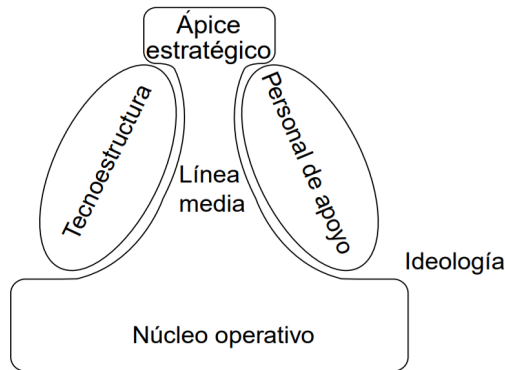 Ápice
estratégico
Tecnoestructura
Personal de apoyo
Línea
media
Ideología
Núcleo operativo